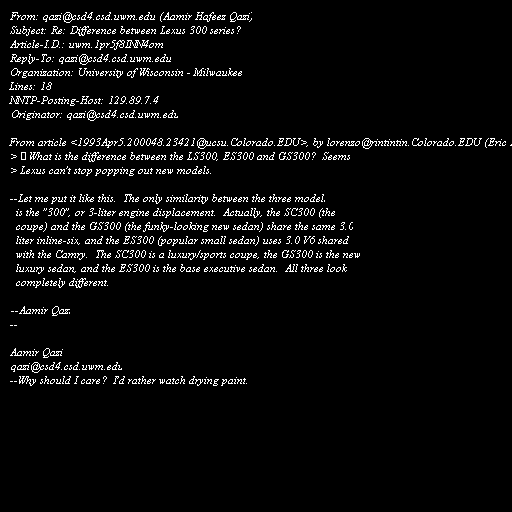 From: qazi@csd4.csd.uwm.edu (Aamir Hafeez Qazi)
Subject: Re: Difference between Lexus 300 series?
Article-I.D.: uwm.1pr5f8INN4om
Reply-To: qazi@csd4.csd.uwm.edu
Organization: University of Wisconsin - Milwaukee
Lines: 18
NNTP-Posting-Host: 129.89.7.4
Originator: qazi@csd4.csd.uwm.edu

From article <1993Apr5.200048.23421@ucsu.Colorado.EDU>, by lorenzo@rintintin.Colorado.EDU (Eric
> What is the difference between the LS300, ES300 and GS300?  Seems
> Lexus can't stop popping out new models.

--Let me put it like this.  The only similarity between the three model.
is the "300", or 3-liter engine displacement.  Actually, the SC300 (the
coupe) and the GS300 (the funky-looking new sedan) share the same 3.0
liter inline-six, and the ES300 (popular small sedan) uses 3.0 V6 shared
with the Camry.  The SC300 is a luxury/sports coupe, the GS300 is the new
luxury sedan, and the ES300 is the base executive sedan.  All three look
completely different.

--Aamir Qaz
--

Aamir Qazi
qazi@csd4.csd.uwm.edu
--Why should I care?  I'd rather watch drying paint.